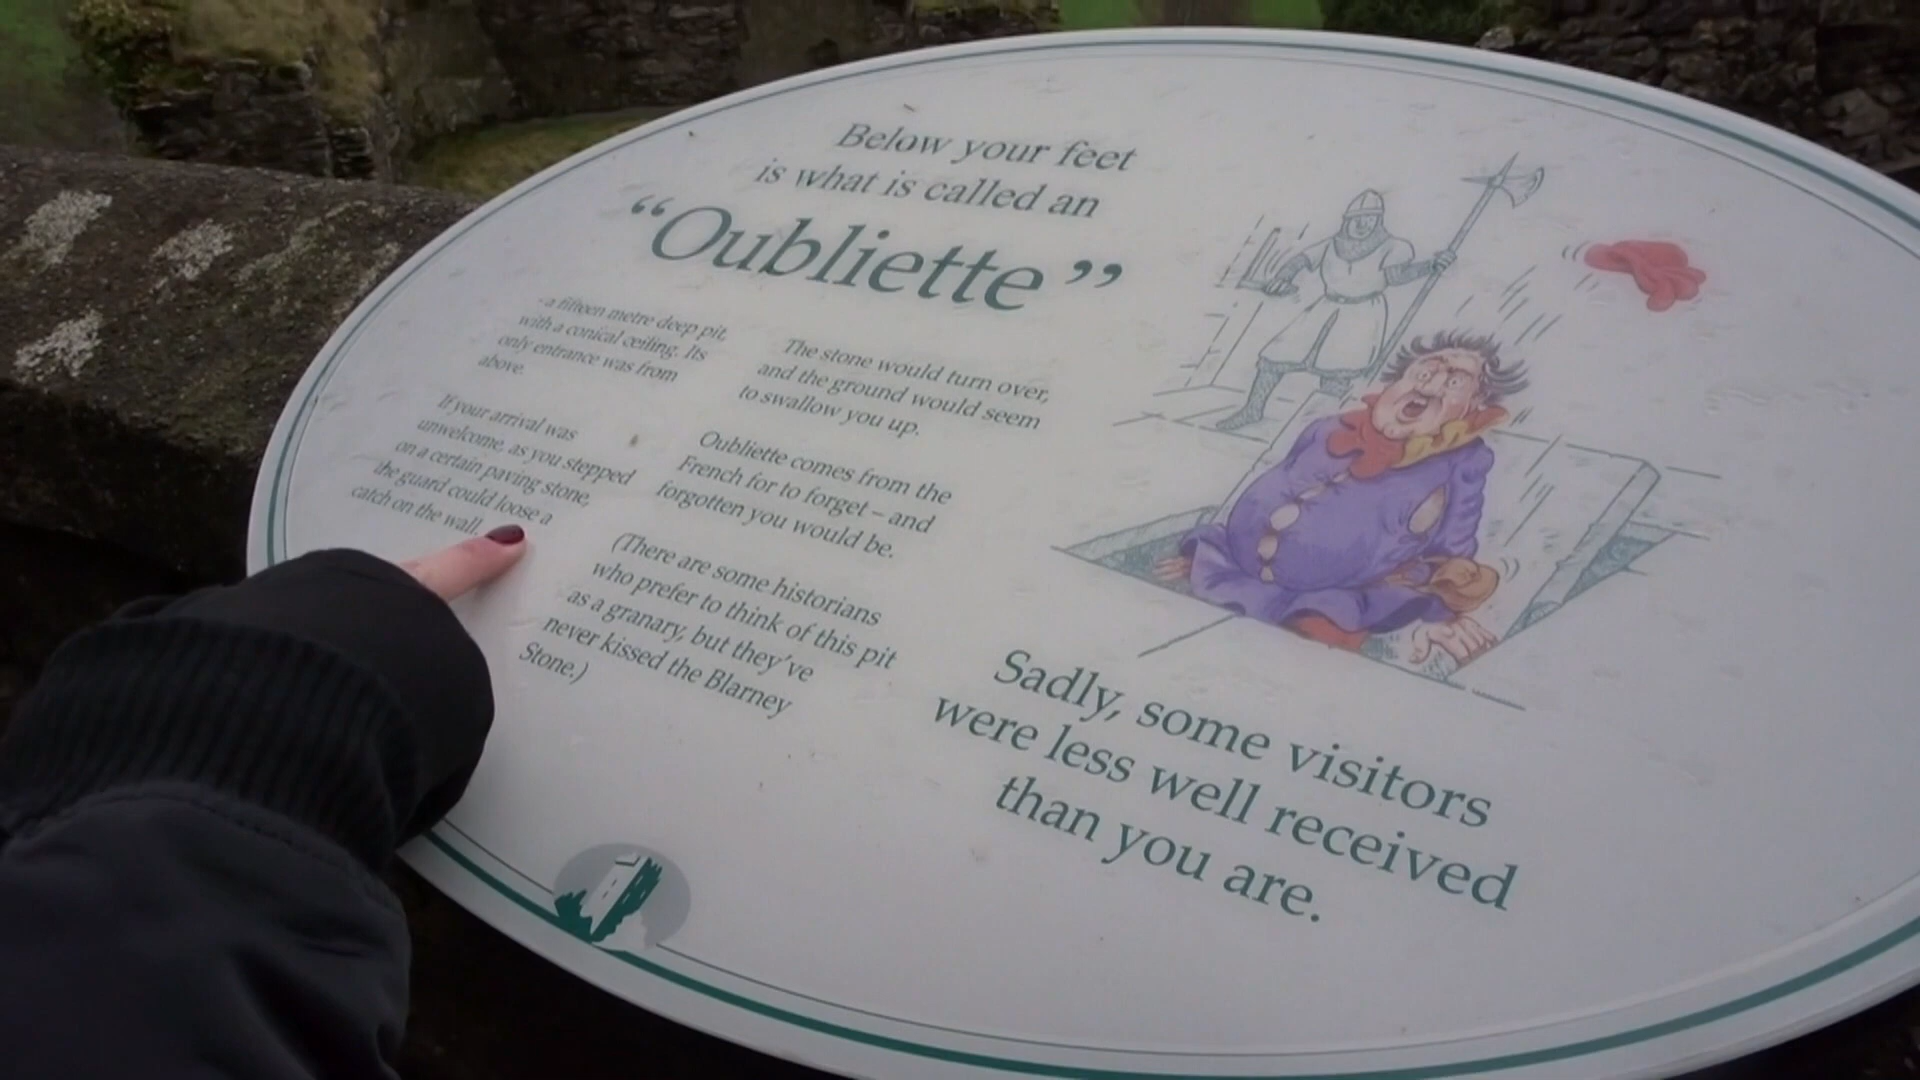 Below your feet
is what is called an
“Oubliette”
- a fifteen metre deep pit,
with a conical ceiling. Its
only entrance was from
above.
If your arrival was
unwelcome, as you stepped
on a certain paving stone,
the guard could loose a
catch on the wall.
The stone would turn over,
and the ground would seem
to swallow you up.
Oubliette comes from the
French for to forget – and
forgotten you would be.
(There are some historians
who prefer to think of this pit
as a granary, but they’ve
never kissed the Blarney
Stone.)
Sadly, some visitors
were less well received
than you are.